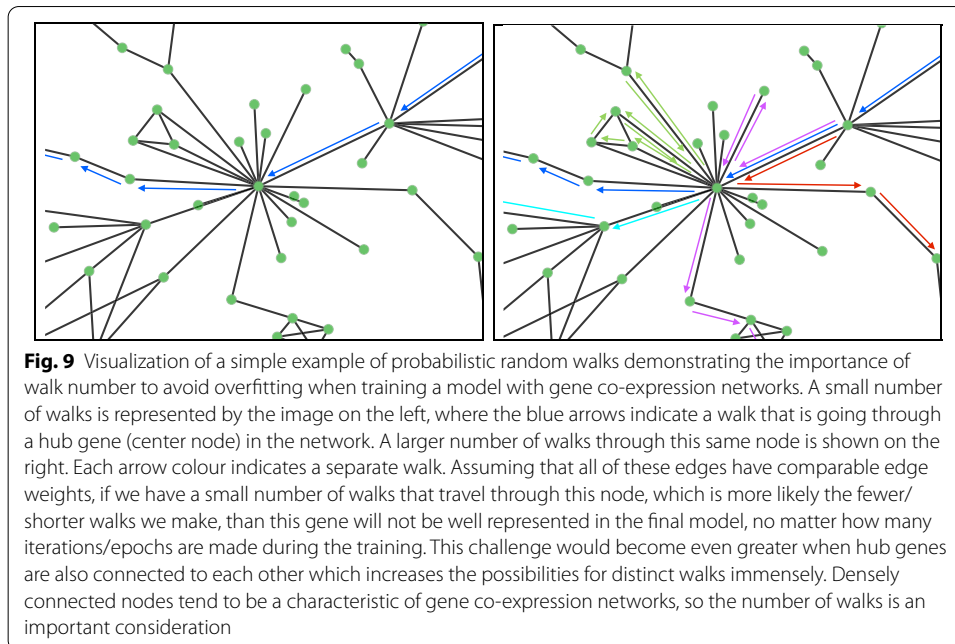 Fig. 9 Visualization of a simple example of probabilistic random walks demonstrating the importance of
walk number to avoid overfitting when training a model with gene co-expression networks. A small number
of walks is represented by the image on the left, where the blue arrows indicate a walk that is going through
a hub gene (center node) in the network. A larger number of walks through this same node is shown on the
right. Each arrow colour indicates a separate walk. Assuming that all of these edges have comparable edge
weights, if we have a small number of walks that travel through this node, which is more likely the fewer/
shorter walks we make, than this gene will not be well represented in the final model, no matter how many
iterations/epochs are made during the training. This challenge would become even greater when hub genes
are also connected to each other which increases the possibilities for distinct walks immensely. Densely
connected nodes tend to be a characteristic of gene co-expression networks, so the number of walks is an
important consideration